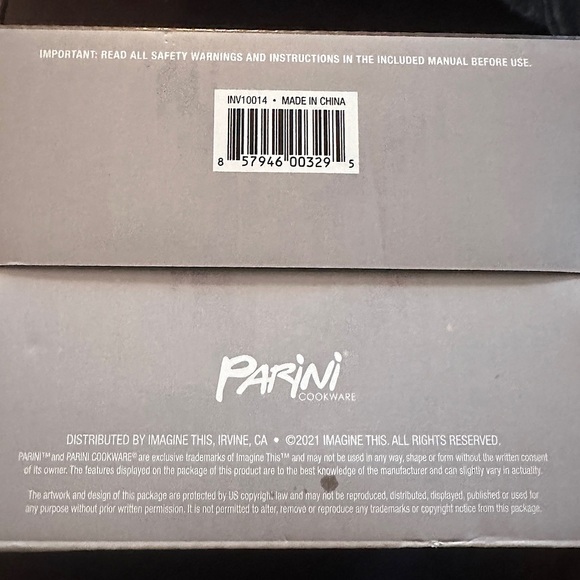 IMPORTANT: READ ALL SAFETY WARNINGS AND INSTRUCTIONS IN THE INCLUDED MANUAL BEFORE USE.
INV10014 • MADE IN CHINA
8 57946 00329 5
PARINI®
COOKWARE
DISTRIBUTED BY IMAGINE THIS, IRVINE, CA • ©2021 IMAGINE THIS. ALL RIGHTS RESERVED.
PARINI™ and PARINI COOKWARE® are exclusive trademarks of Imagine This™ and may not be used in any way, shape or form without the written consent
of its owner. The features displayed on the package of this product are to the best knowledge of the manufacturer and can slightly vary in actuality.
The artwork and design of this package are protected by US copyright law and may not be reproduced, distributed, displayed, published or used for
any purpose without prior written permission. It is not permitted to alter, remove or reproduce any trademarks or copyright notice from this package.